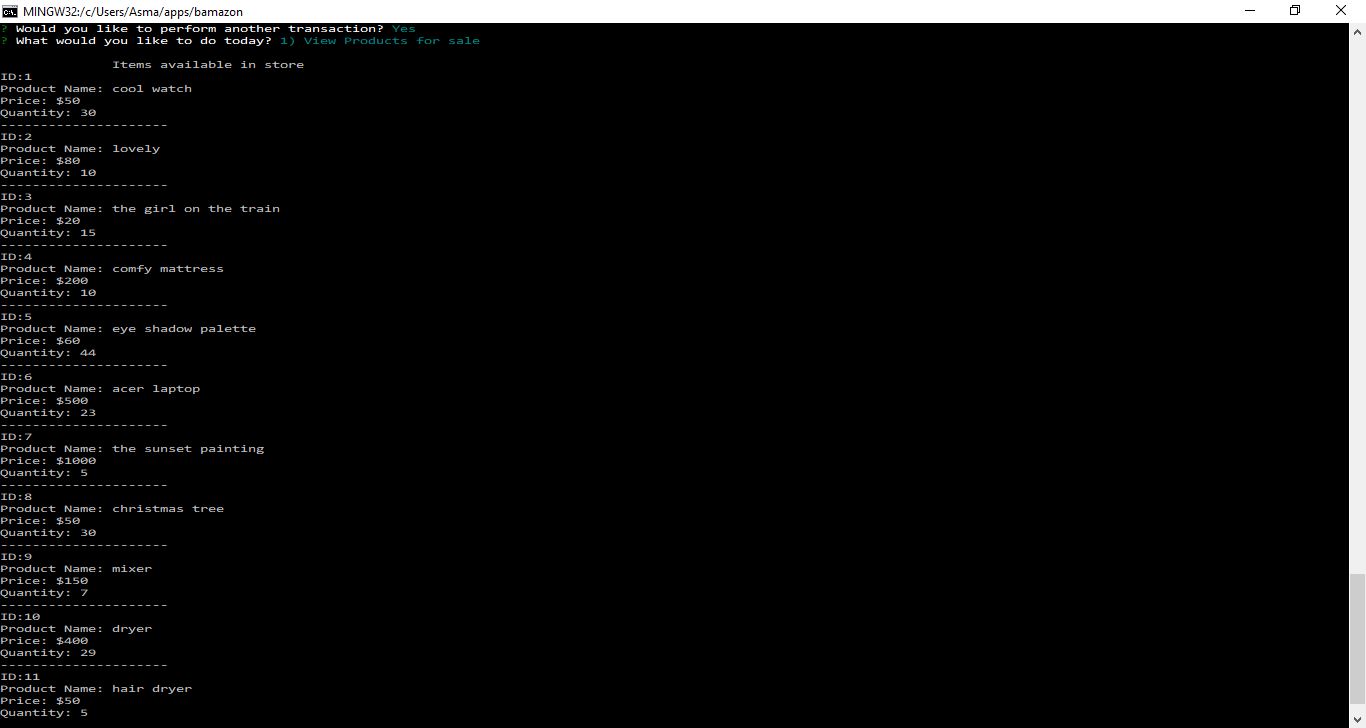 MINGW32:/c/Users/Asma/apps/bamazon
? Would you like to perform another transaction? Yes
? What would you like to do today? 1) View Products for sale
Items available in store
ID:1
Product Name: cool watch
Price: $50
Quantity: 30
---------------------
ID:2
Product Name: lovely
Price: $80
Quantity: 10
---------------------
ID:3
Product Name: the girl on the train
Price: $20
Quantity: 15
---------------------
ID:4
Product Name: comfy mattress
Price: $200
Quantity: 10
---------------------
ID:5
Product Name: eye shadow palette
Price: $60
Quantity: 44
---------------------
ID:6
Product Name: acer laptop
Price: $500
Quantity: 23
---------------------
ID:7
Product Name: the sunset painting
Price: $1000
Quantity: 5
---------------------
ID:8
Product Name: christmas tree
Price: $50
Quantity: 30
---------------------
ID:9
Product Name: mixer
Price: $150
Quantity: 7
---------------------
ID:10
Product Name: dryer
Price: $400
Quantity: 29
---------------------
ID:11
Product Name: hair dryer
Price: $50
Quantity: 5